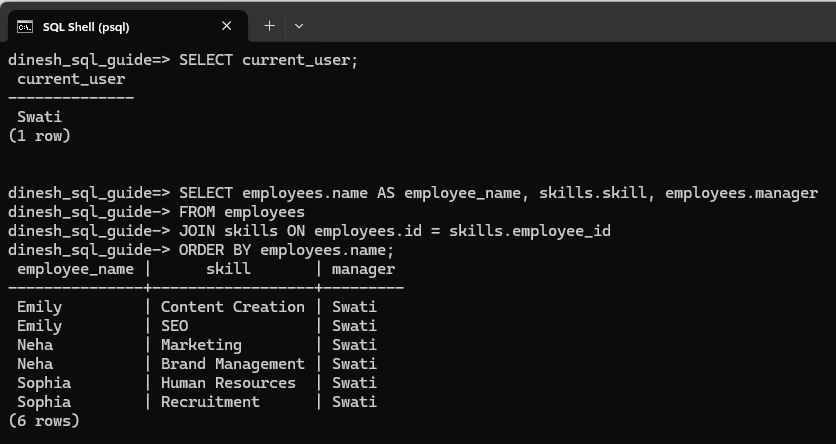 SQL Shell (psql)
dinesh_sql_guide=> SELECT current_user;
 current_user
--------------
 Swati
(1 row)
dinesh_sql_guide=> SELECT employees.name AS employee_name, skills.skill, employees.manager
dinesh_sql_guide-> FROM employees
dinesh_sql_guide-> JOIN skills ON employees.id = skills.employee_id
dinesh_sql_guide-> ORDER BY employees.name;
 employee_name |      skill       | manager
---------------+------------------+---------
 Emily         | Content Creation | Swati
 Emily         | SEO              | Swati
 Neha          | Marketing        | Swati
 Neha          | Brand Management | Swati
 Sophia        | Human Resources  | Swati
 Sophia        | Recruitment      | Swati
(6 rows)